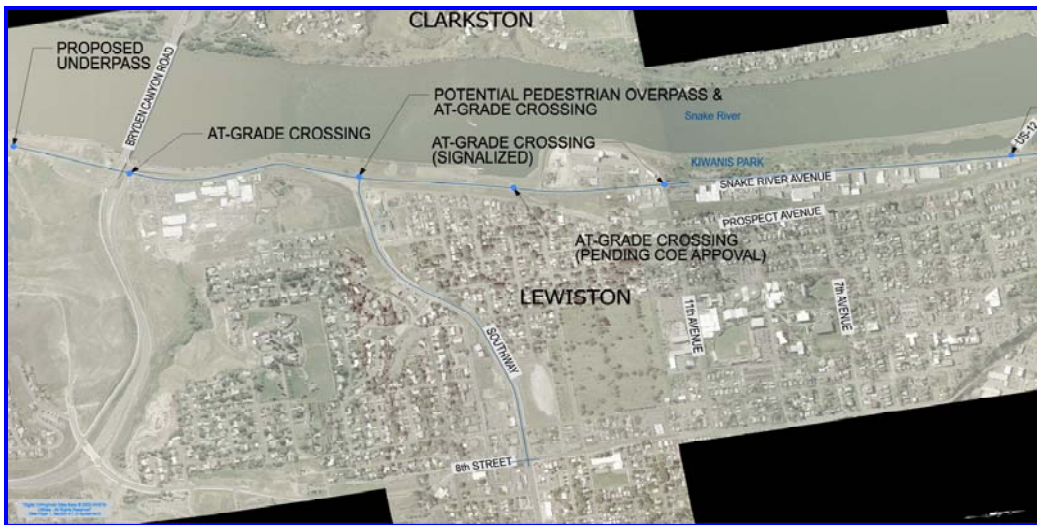 CLARKSTON
PROPOSED
UNDERPASS
BRYDEN CANYON ROAD
POTENTIAL PEDESTRIAN OVERPASS &
AT-GRADE CROSSING
AT-GRADE CROSSING
AT-GRADE CROSSING
(SIGNALIZED)
Snake River
KIWANIS PARK
US-12
SNAKE RIVER AVENUE
PROSPECT AVENUE
AT-GRADE CROSSING
(PENDING COE APPOVAL)
LEWISTON
11th AVENUE
7th AVENUE
SOUTHWAY
8th STREET